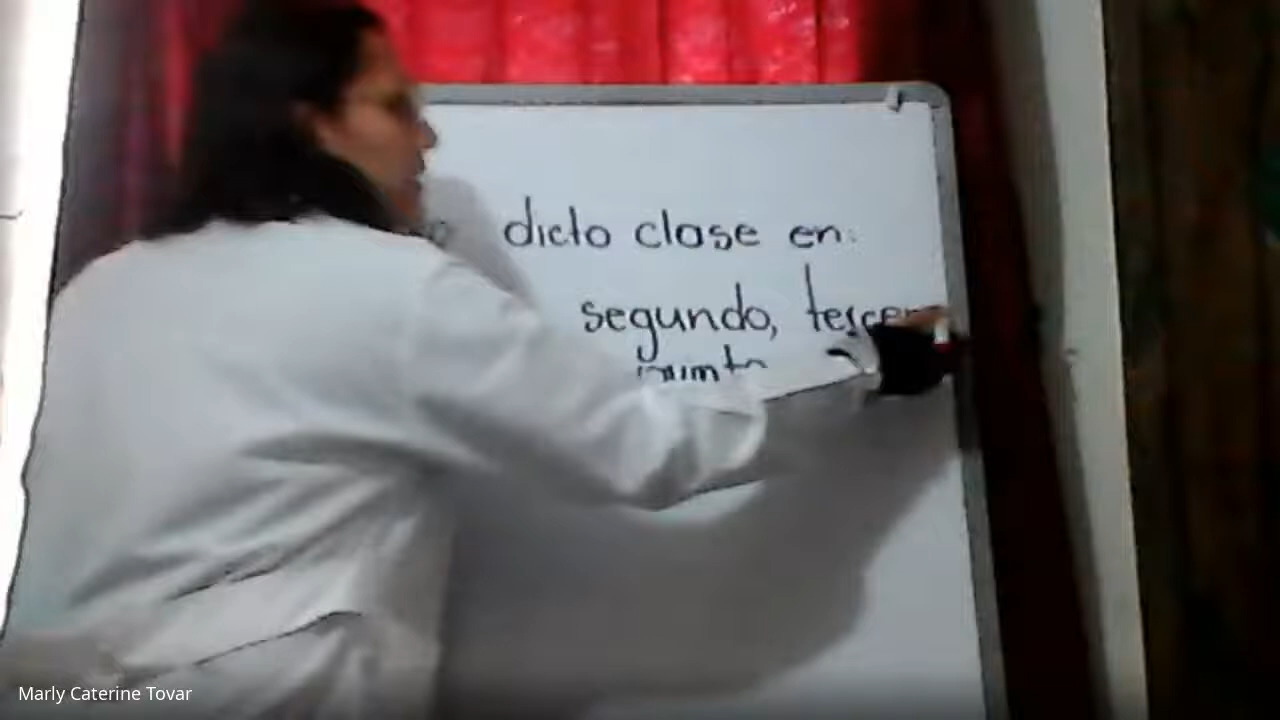 dicto clase en:
segundo, tercer
Marly Caterine Tovar